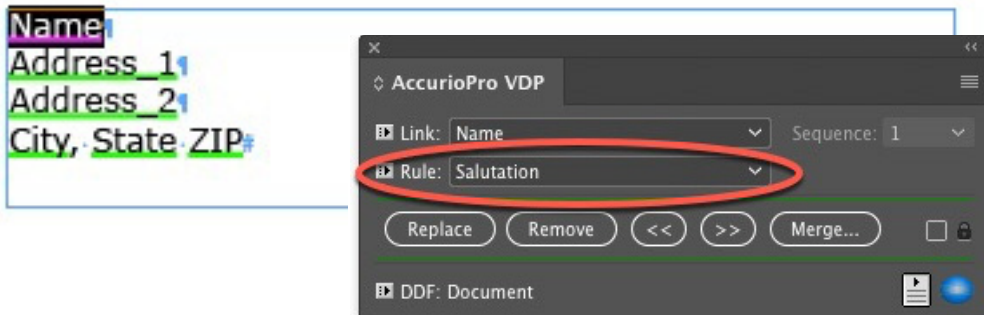 Name¶
Address_1¶
Address_2¶
City, State ZIP#
× <<
AccurioPro VDP
Link: Name Sequence: 1
Rule: Salutation
Replace Remove << >> Merge...
DDF: Document